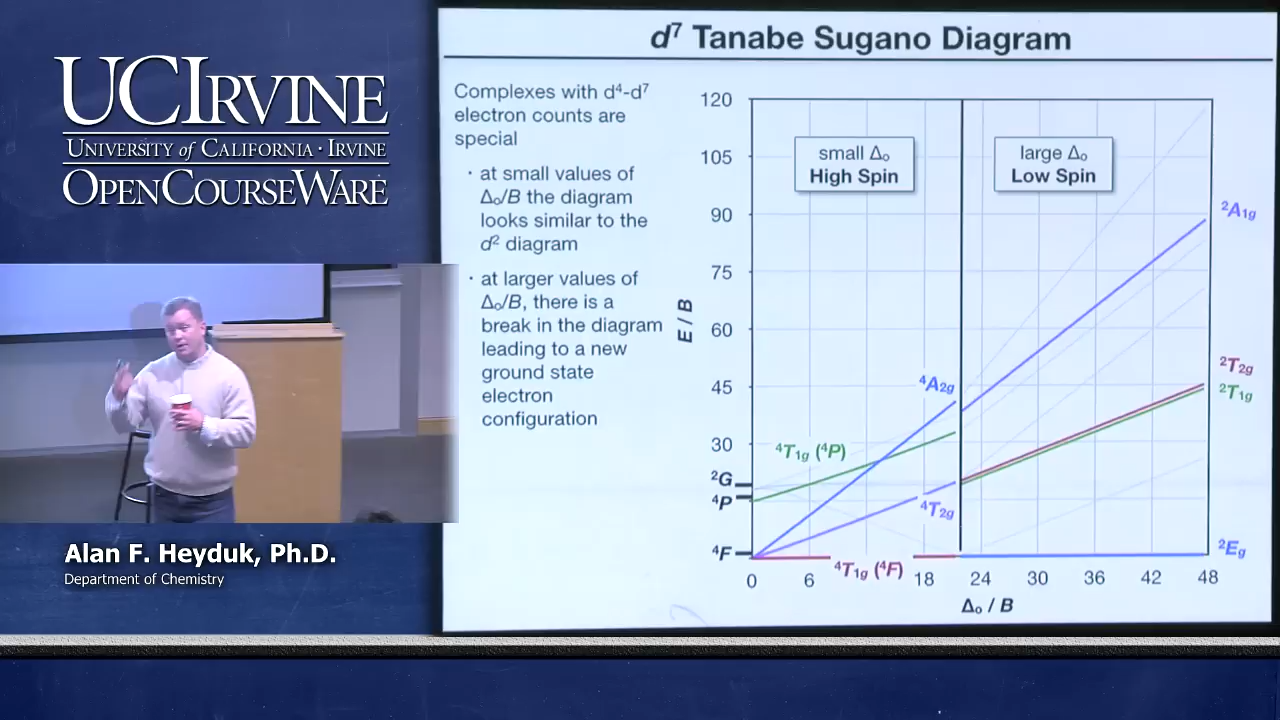 UCIRVINE
UNIVERSITY of CALIFORNIA · IRVINE
OPENCOURSEWARE
Alan F. Heyduk, Ph.D.
Department of Chemistry
d⁷ Tanabe Sugano Diagram
Complexes with d⁴-d⁷
electron counts are
special
· at small values of
Δₒ/B the diagram
looks similar to the
d² diagram
· at larger values of
Δₒ/B, there is a
break in the diagram
leading to a new
ground state
electron
configuration
E / B
120
105
90
75
60
45
30
²G
⁴P
⁴F
small Δₒ
High Spin
large Δₒ
Low Spin
²A₁g
⁴A₂g
²T₂g
²T₁g
⁴T₁g (⁴P)
⁴T₂g
²Eg
⁴T₁g (⁴F)
0 6 18 24 30 36 42 48
Δₒ / B